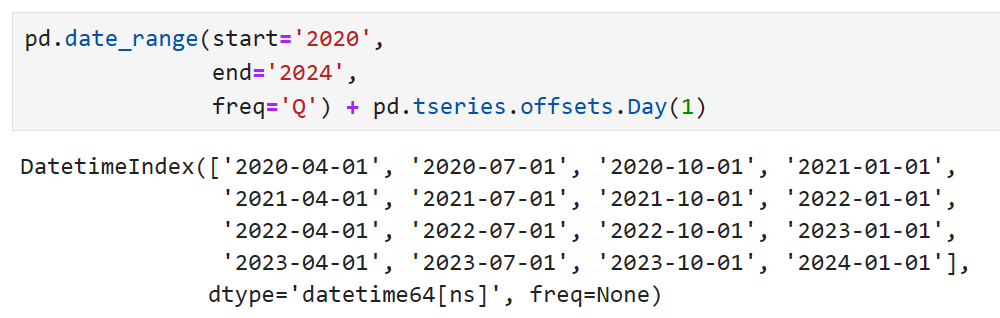 pd.date_range(start='2020',
end='2024',
freq='Q') + pd.tseries.offsets.Day(1)
DatetimeIndex(['2020-04-01', '2020-07-01', '2020-10-01', '2021-01-01',
'2021-04-01', '2021-07-01', '2021-10-01', '2022-01-01',
'2022-04-01', '2022-07-01', '2022-10-01', '2023-01-01',
'2023-04-01', '2023-07-01', '2023-10-01', '2024-01-01'],
dtype='datetime64[ns]', freq=None)